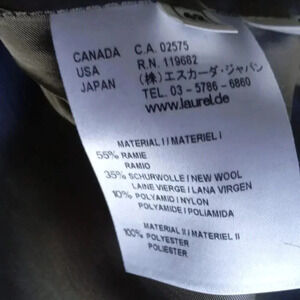 CANADA C.A. 02575
USA R.N. 119682
JAPAN (株)エスカーダ・ジャパン
03 - 5786 - 6860
www.laurel.de
MATERIAL I / MATERIEL I
55% RAMIE
RAMIO
35% SCHURWOLLE / NEW WOOL
LAINE VIERGE / LANA VIRGEN
10% POLYAMID / NYLON
POLYAMIDE / POLIAMIDA
MATERIAL II / MATERIEL II
100% POLYESTER
POLIESTER